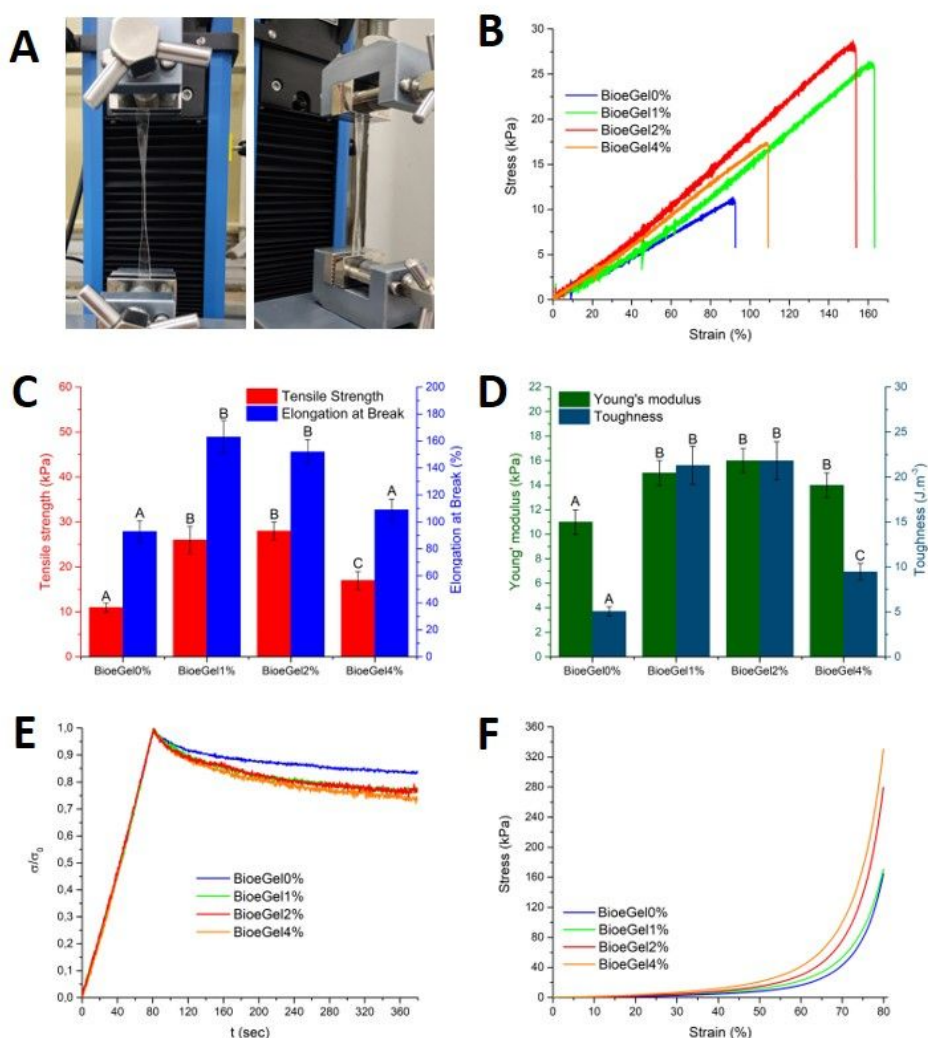 A
B
30
25
20
15
10
5
0
Stress (kPa)
BioeGel0%
BioeGel1%
BioeGel2%
BioeGel4%
0 20 40 60 80 100 120 140 160
Strain (%)
C
60
50
40
30
20
10
0
Tensile strength (kPa)
Tensile Strength
Elongation at Break
A
A
B
B
B
B
C
A
200
180
160
140
120
100
80
60
40
20
0
Elongation at Break (%)
BioeGel0% BioeGel1% BioeGel2% BioeGel4%
D
22
20
18
16
14
12
10
8
6
4
2
0
Young' modulus (kPa)
Young's modulus
Toughness
A
A
B
B
B
B
B
C
30
25
20
15
10
5
0
Toughness (J.m⁻³)
BioeGel0% BioeGel1% BioeGel2% BioeGel4%
E
1,0
0,9
0,8
0,7
0,6
0,5
0,4
0,3
0,2
0,1
0,0
σ/σ₀
BioeGel0%
BioeGel1%
BioeGel2%
BioeGel4%
0 40 80 120 160 200 240 280 320 360
t (sec)
F
360
320
280
240
200
160
120
80
40
0
Stress (kPa)
BioeGel0%
BioeGel1%
BioeGel2%
BioeGel4%
0 10 20 30 40 50 60 70 80
Strain (%)